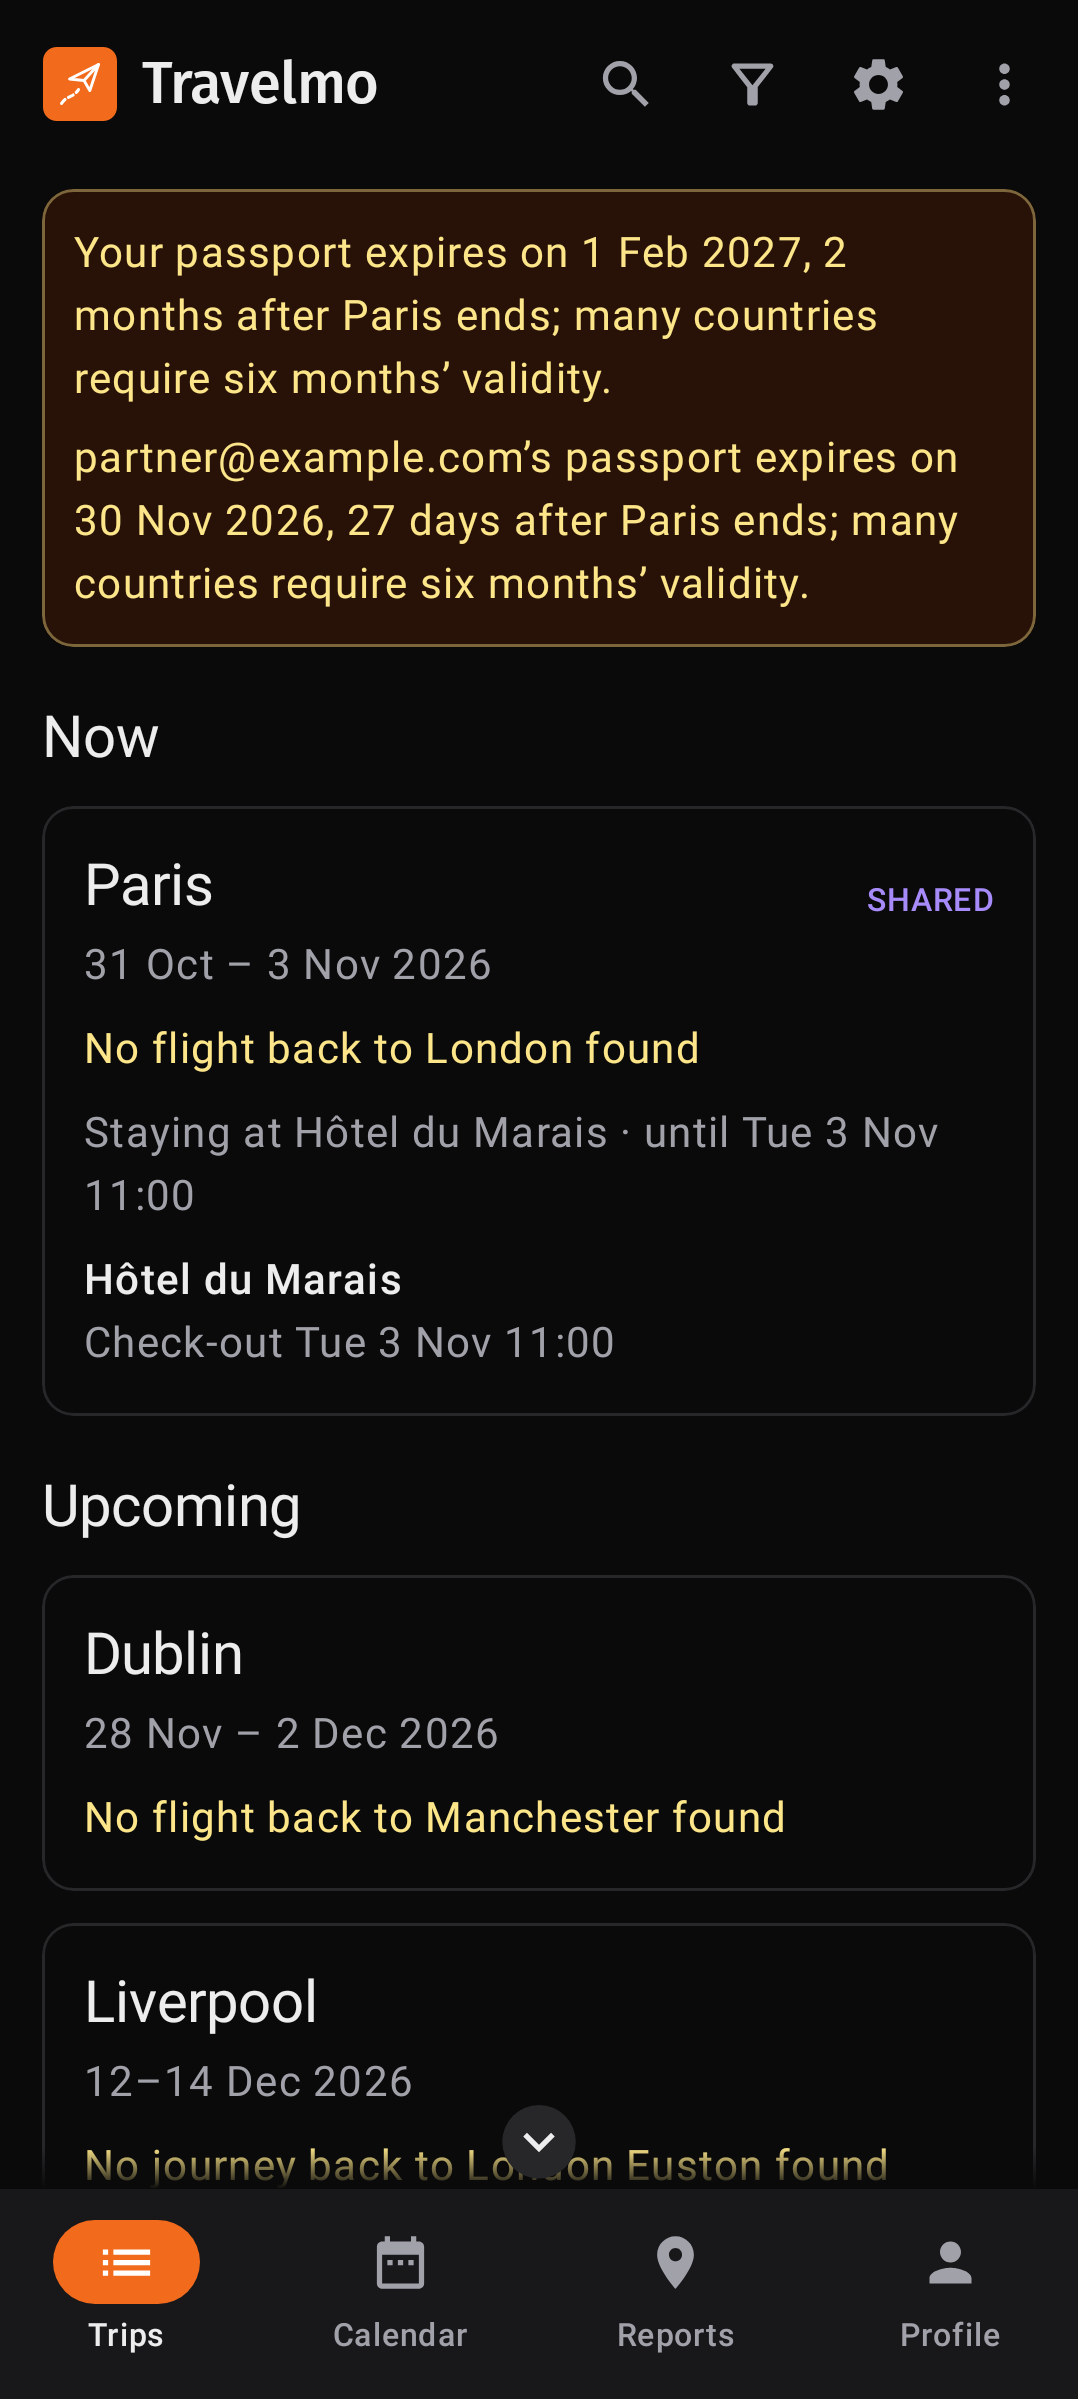 Travelmo
Your passport expires on 1 Feb 2027, 2
months after Paris ends; many countries
require six months’ validity.
partner@example.com’s passport expires on
30 Nov 2026, 27 days after Paris ends; many
countries require six months’ validity.
Now
Paris
SHARED
31 Oct – 3 Nov 2026
No flight back to London found
Staying at Hôtel du Marais · until Tue 3 Nov
11:00
Hôtel du Marais
Check-out Tue 3 Nov 11:00
Upcoming
Dublin
28 Nov – 2 Dec 2026
No flight back to Manchester found
Liverpool
12–14 Dec 2026
No journey back to London Euston found
Trips
Calendar
Reports
Profile